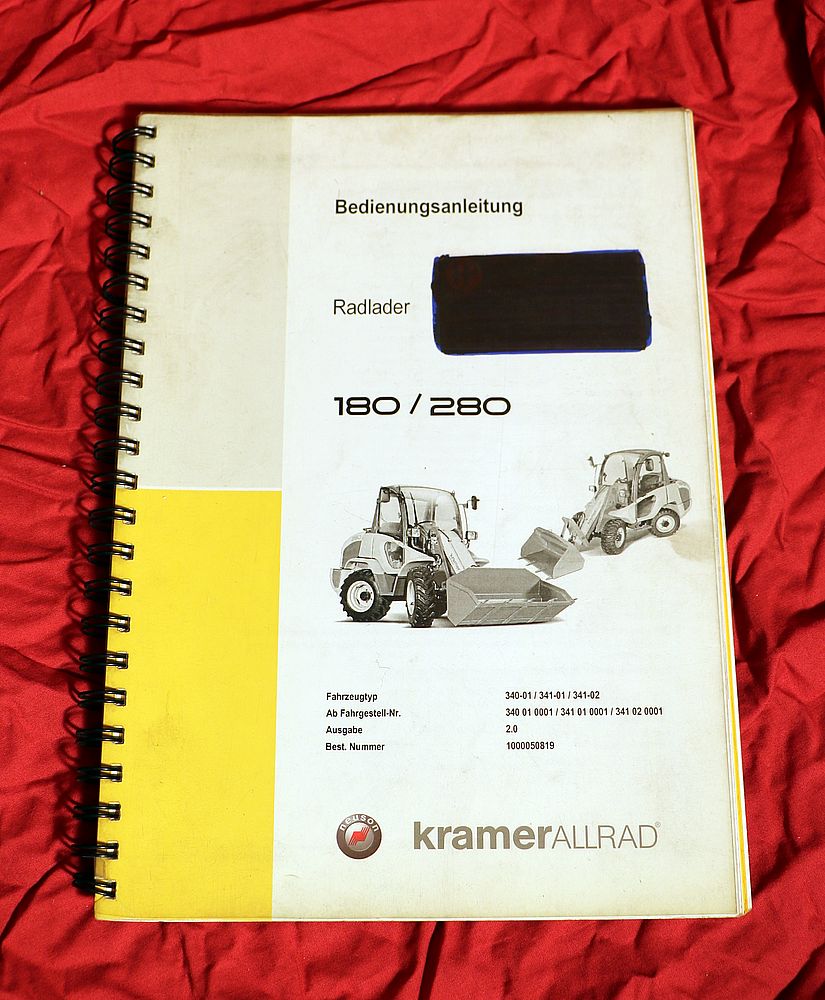 Bedienungsanleitung
Radlader
180 / 280
Fahrzeugtyp 340-01 / 341-01 / 341-02
Ab Fahrgestell-Nr. 340 01 0001 / 341 01 0001 / 341 02 0001
Ausgabe 2.0
Best. Nummer 1000050819
neuson
kramerALLRAD®